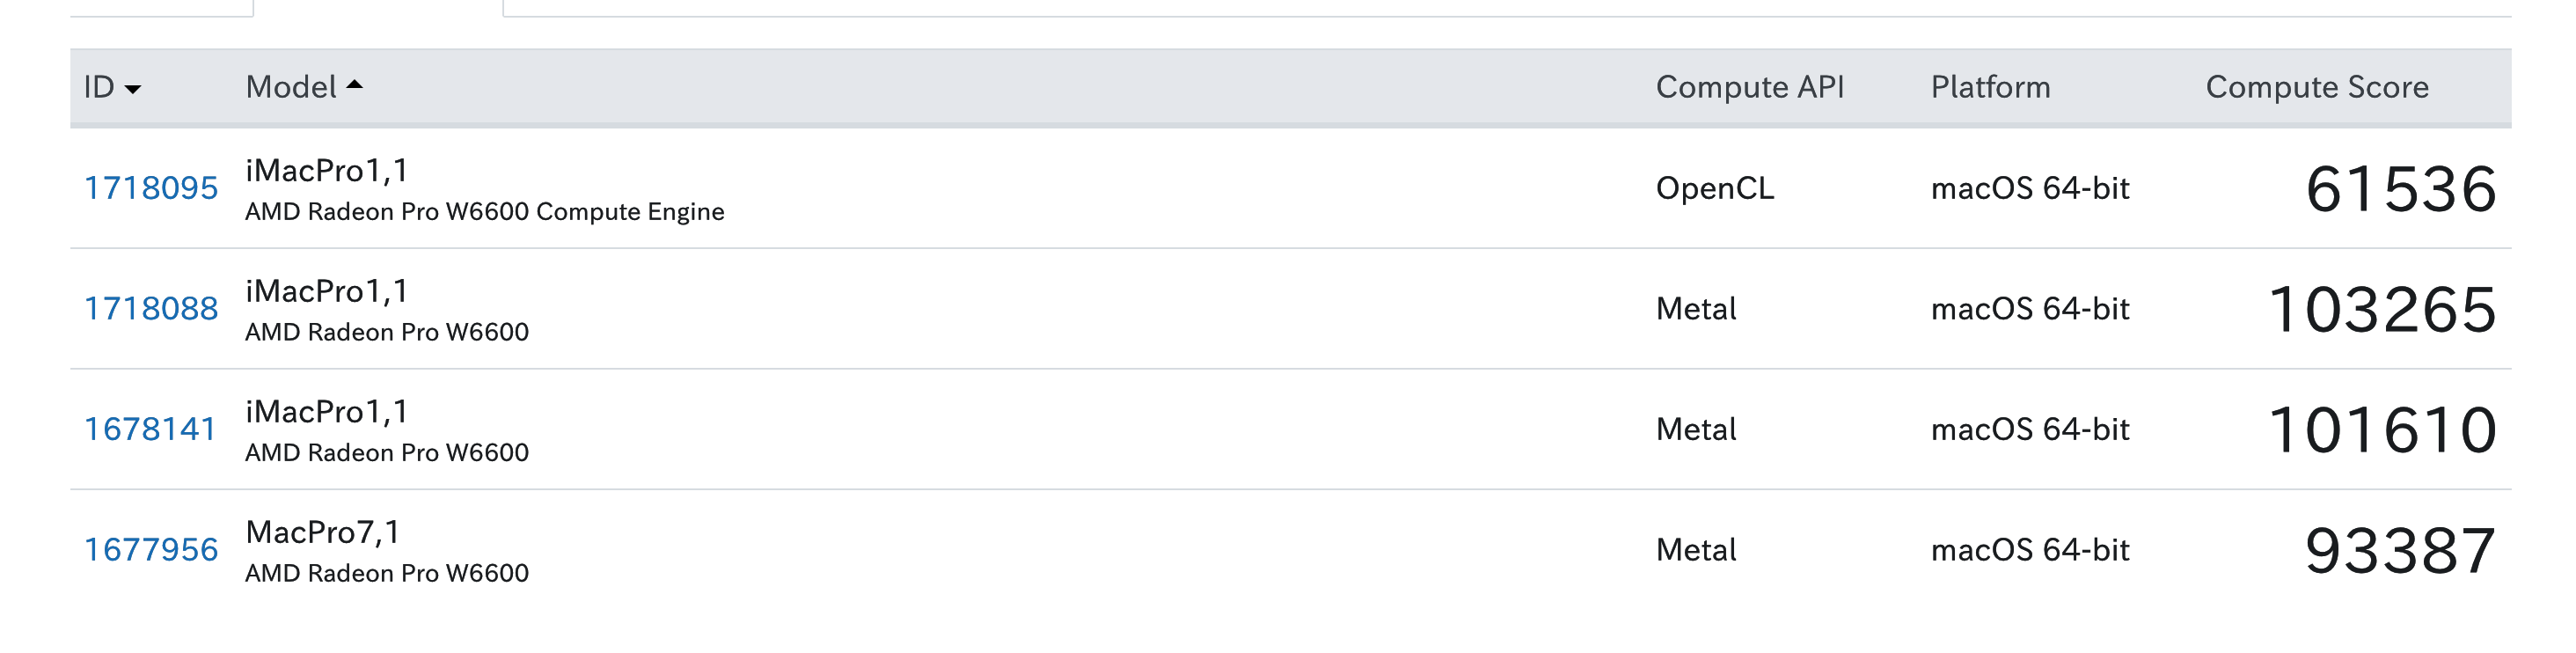 ID Model Compute API Platform Compute Score
1718095 iMacPro1,1 OpenCL macOS 64-bit 61536
AMD Radeon Pro W6600 Compute Engine
1718088 iMacPro1,1 Metal macOS 64-bit 103265
AMD Radeon Pro W6600
1678141 iMacPro1,1 Metal macOS 64-bit 101610
AMD Radeon Pro W6600
1677956 MacPro7,1 Metal macOS 64-bit 93387
AMD Radeon Pro W6600